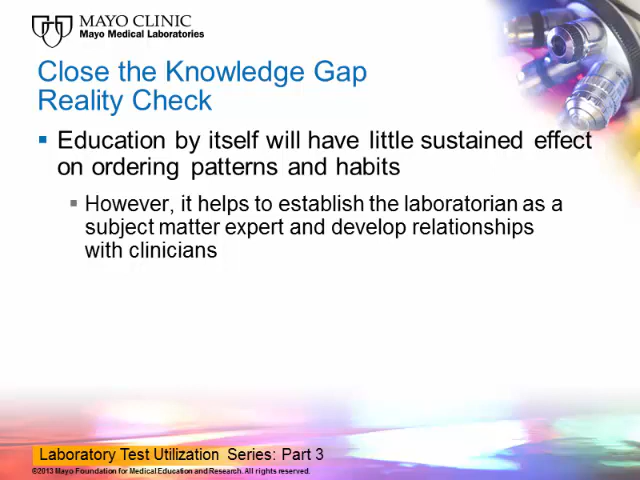 MAYO CLINIC
Mayo Medical Laboratories
Close the Knowledge Gap
Reality Check
Education by itself will have little sustained effect
on ordering patterns and habits
However, it helps to establish the laboratorian as a
subject matter expert and develop relationships
with clinicians
Laboratory Test Utilization Series: Part 3
©2013 Mayo Foundation for Medical Education and Research. All rights reserved.